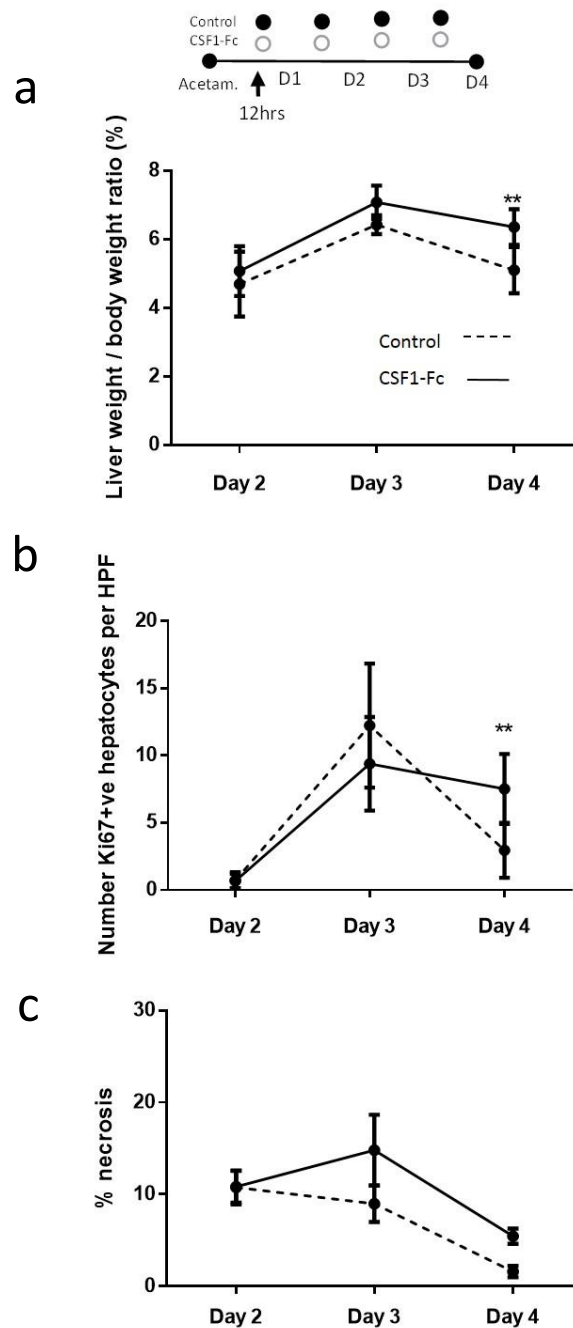 Control
CSF1-Fc
a
Acetam. D1 D2 D3 D4
12hrs
Liver weight / body weight ratio (%)
8
**
6
4
Control
CSF1-Fc
2
0
Day 2 Day 3 Day 4
b
Number Ki67+ve hepatocytes per HPF
20
15
**
10
5
0
Day 2 Day 3 Day 4
c
% necrosis
30
20
10
0
Day 2 Day 3 Day 4